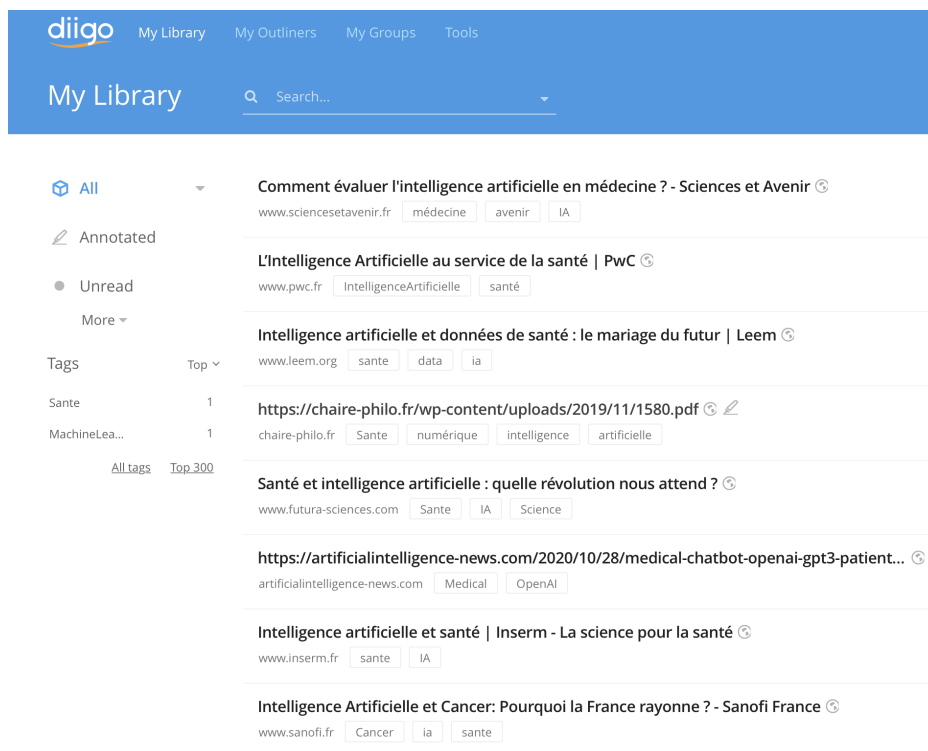 diigo My Library My Outliners My Groups Tools
My Library Search...
All
Annotated
Unread
More
Tags Top
Sante 1
MachineLea... 1
All tags Top 300
Comment évaluer l'intelligence artificielle en médecine ? - Sciences et Avenir
www.sciencesetavenir.fr médecine avenir IA
L’Intelligence Artificielle au service de la santé | PwC
www.pwc.fr IntelligenceArtificielle santé
Intelligence artificielle et données de santé : le mariage du futur | Leem
www.leem.org sante data ia
https://chaire-philo.fr/wp-content/uploads/2019/11/1580.pdf
chaire-philo.fr Sante numérique intelligence artificielle
Santé et intelligence artificielle : quelle révolution nous attend ?
www.futura-sciences.com Sante IA Science
https://artificialintelligence-news.com/2020/10/28/medical-chatbot-openai-gpt3-patient...
artificialintelligence-news.com Medical OpenAI
Intelligence artificielle et santé | Inserm - La science pour la santé
www.inserm.fr sante IA
Intelligence Artificielle et Cancer: Pourquoi la France rayonne ? - Sanofi France
www.sanofi.fr Cancer ia sante